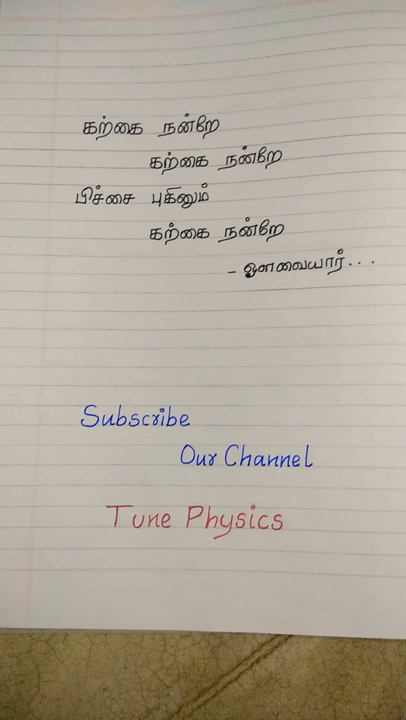 கற்கை நன்றே
கற்கை நன்றே
பிச்சை புகினும்
கற்கை நன்றே
- ஔவையார்...
Subscribe
Our Channel
Tune Physics